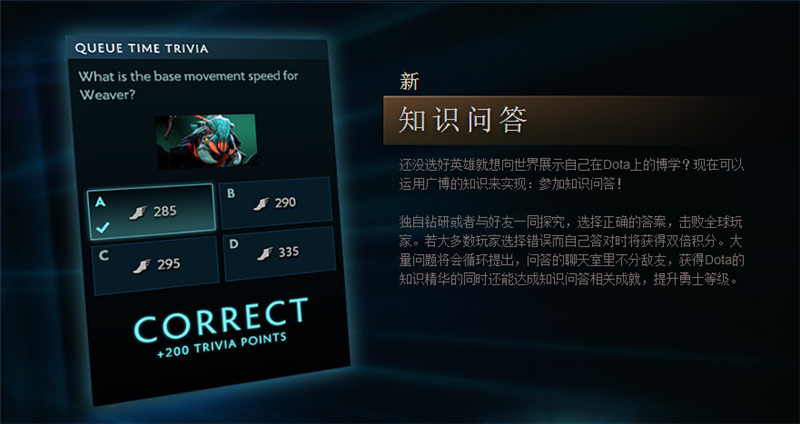 QUEUE TIME TRIVIA
What is the base movement speed for
Weaver?
A 285
B 290
C 295
D 335
CORRECT
+200 TRIVIA POINTS
新
知识问答
还没选好英雄就想向世界展示自己在Dota上的博学?现在可以
运用广博的知识来实现:参加知识问答!
独自钻研或者与好友一同探究,选择正确的答案,击败全球玩
家。若大多数玩家选择错误而自己答对时将获得双倍积分。大
量问题将会循环提出,问答的聊天室里不分敌友,获得Dota的
知识精华的同时还能达成知识问答相关成就,提升勇士等级。